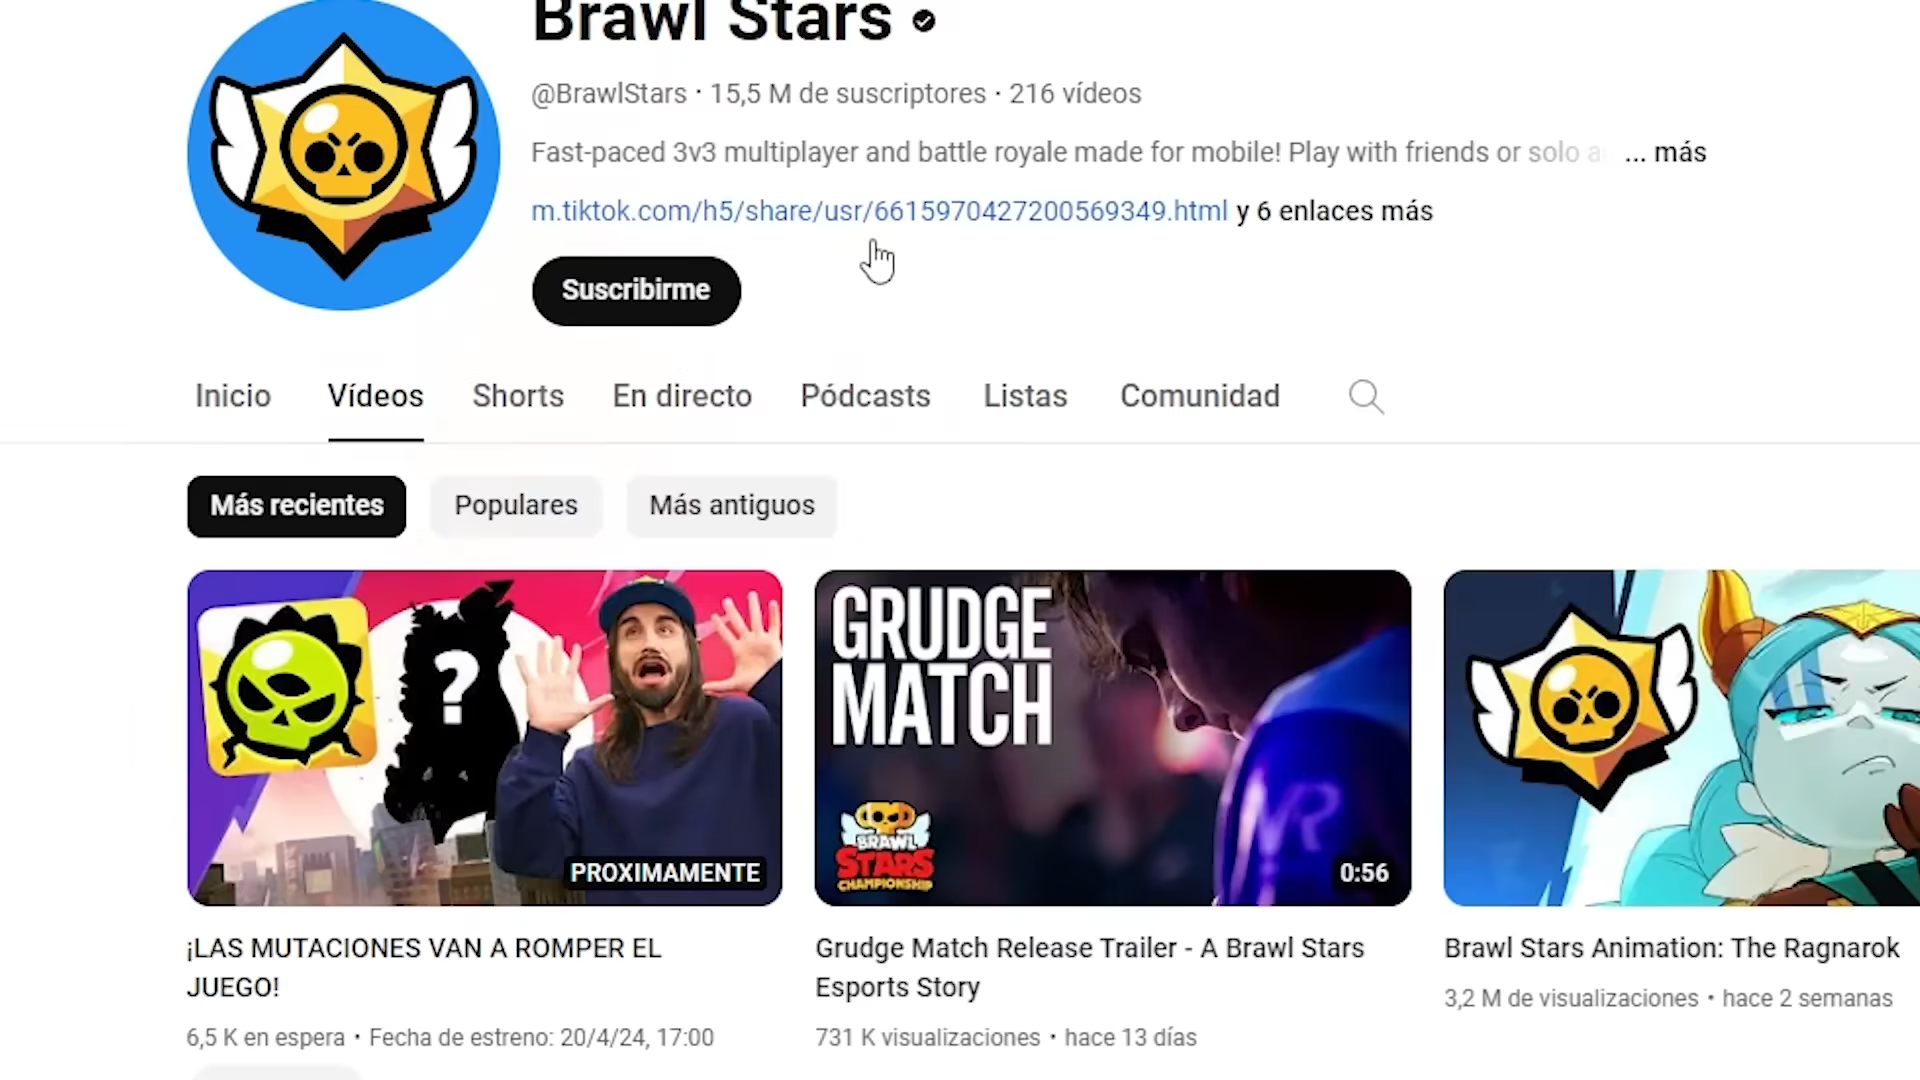 Brawl Stars
@BrawlStars · 15,5 M de suscriptores · 216 vídeos
Fast-paced 3v3 multiplayer and battle royale made for mobile! Play with friends or solo a ... más
m.tiktok.com/h5/share/usr/6615970427200569349.html y 6 enlaces más
Suscribirme
Inicio Vídeos Shorts En directo Pódcasts Listas Comunidad
Más recientes Populares Más antiguos
?
PROXIMAMENTE
GRUDGE
MATCH
BRAWL
STARS
CHAMPIONSHIP
0:56
¡LAS MUTACIONES VAN A ROMPER EL
JUEGO!
6,5 K en espera · Fecha de estreno: 20/4/24, 17:00
Grudge Match Release Trailer - A Brawl Stars
Esports Story
731 K visualizaciones · hace 13 días
Brawl Stars Animation: The Ragnarok
3,2 M de visualizaciones · hace 2 semanas